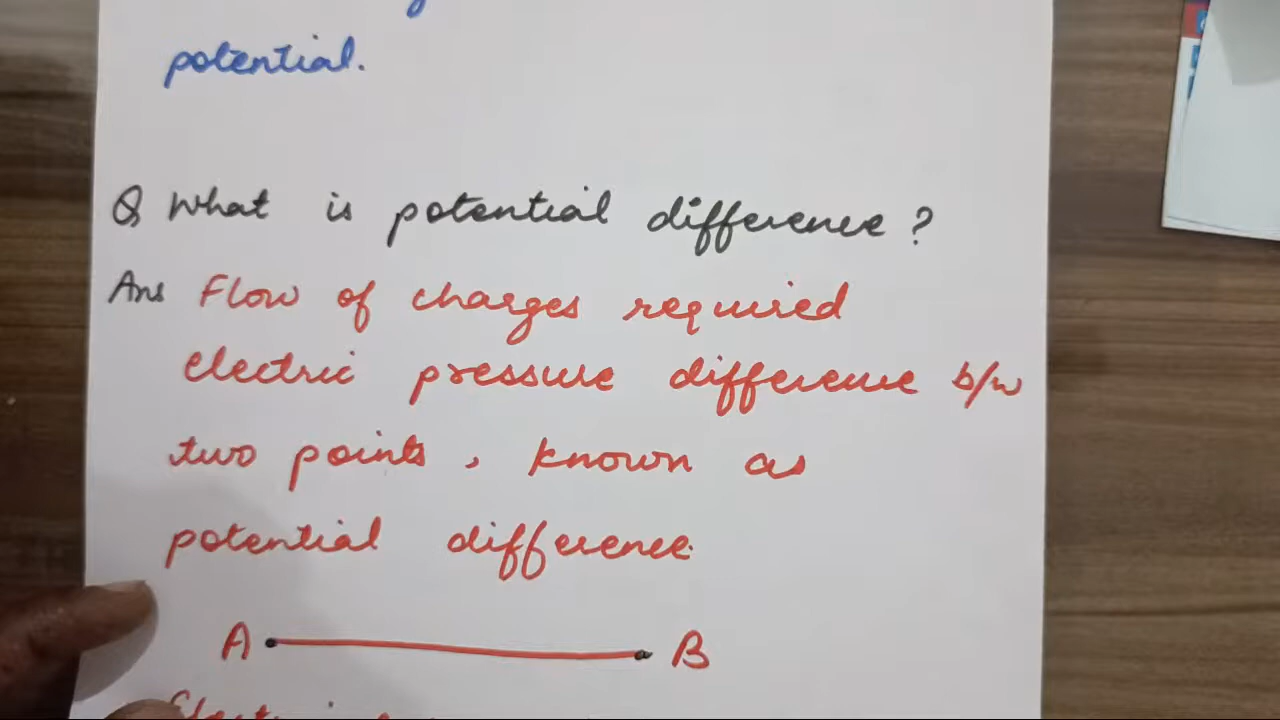 potential.
Q What is potential difference ?
Ans Flow of charges required
electric pressure difference b/w
two points, known as
potential difference.
A B